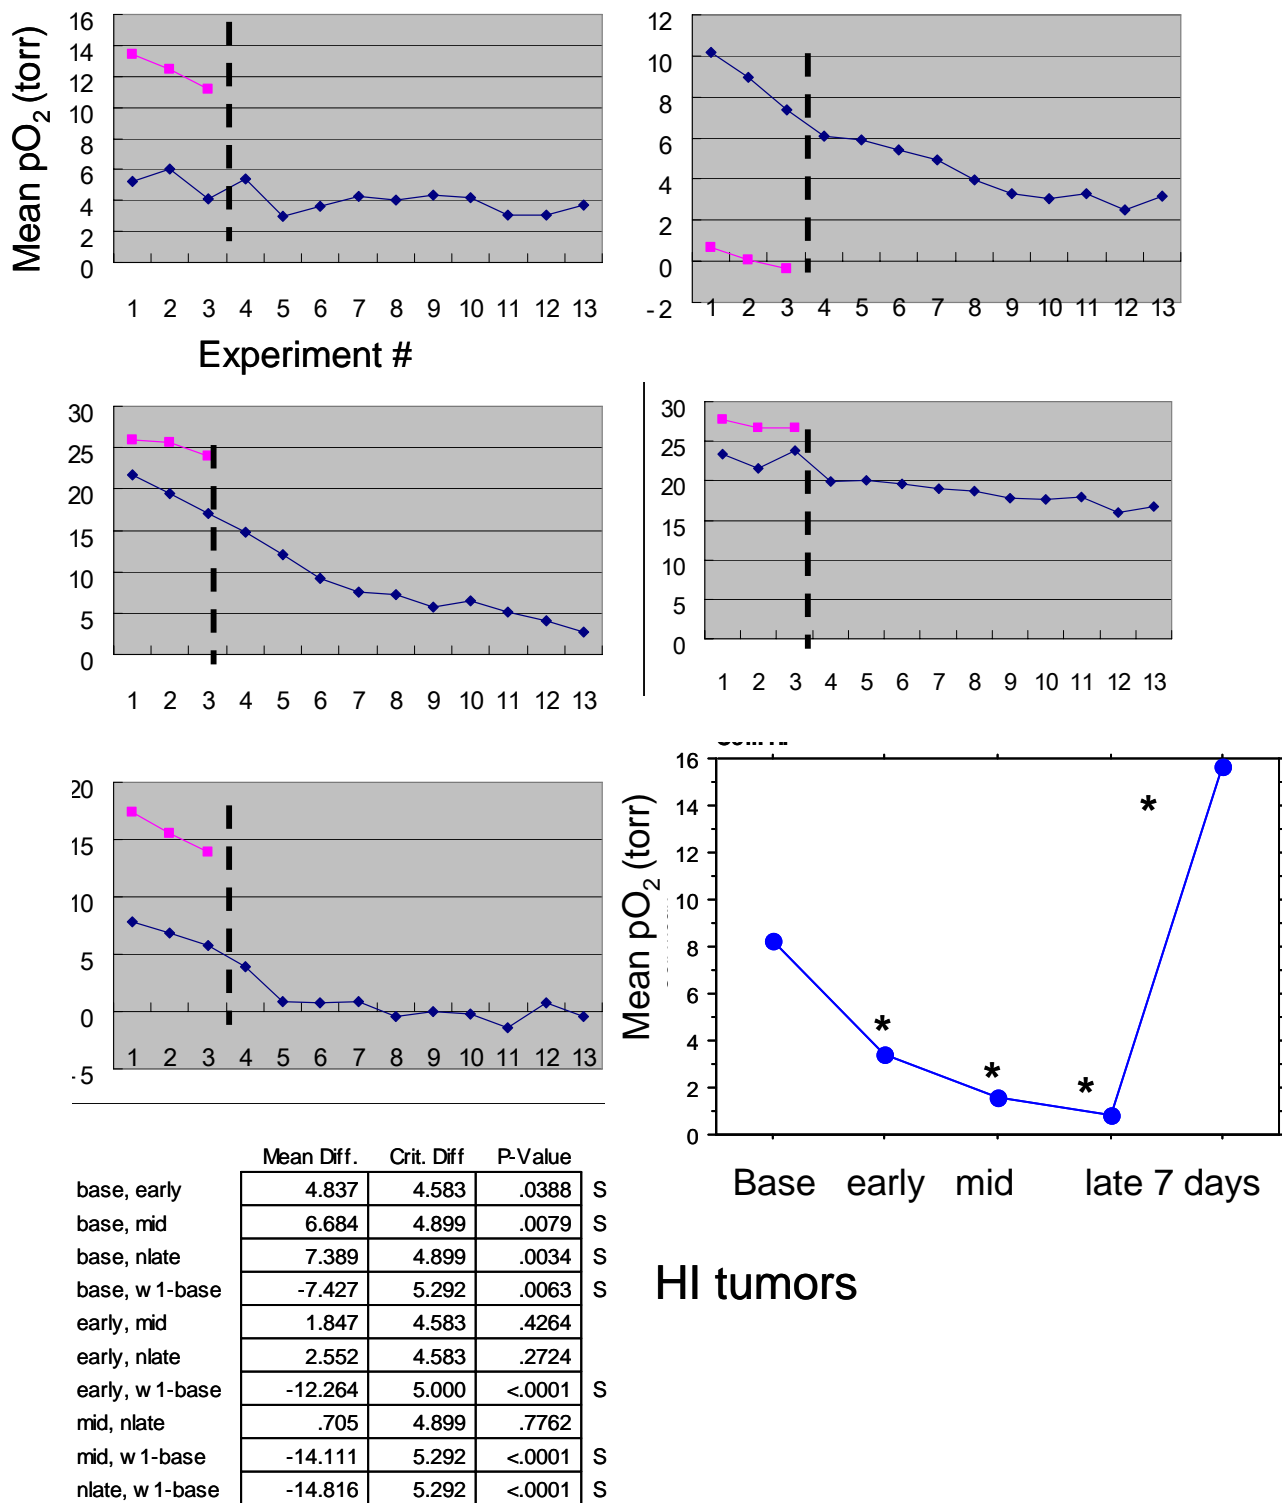 Mean pO2 (torr)
16
14
12
10
8
6
4
2
0
1 2 3 4 5 6 7 8 9 10 11 12 13
Experiment #
12
10
8
6
4
2
0
-2
1 2 3 4 5 6 7 8 9 10 11 12 13
30
25
20
15
10
5
0
1 2 3 4 5 6 7 8 9 10 11 12 13
30
25
20
15
10
5
0
1 2 3 4 5 6 7 8 9 10 11 12 13
20
15
10
5
0
-5
1 2 3 4 5 6 7 8 9 10 11 12 13
Mean pO2 (torr)
16
14
12
10
8
6
4
2
0
*
*
*
*
Base early mid late 7 days
HI tumors
Mean Diff. Crit. Diff P-Value
base, early 4.837 4.583 .0388 S
base, mid 6.684 4.899 .0079 S
base, nlate 7.389 4.899 .0034 S
base, w1-base -7.427 5.292 .0063 S
early, mid 1.847 4.583 .4264
early, nlate 2.552 4.583 .2724
early, w1-base -12.264 5.000 <.0001 S
mid, nlate .705 4.899 .7762
mid, w1-base -14.111 5.292 <.0001 S
nlate, w1-base -14.816 5.292 <.0001 S